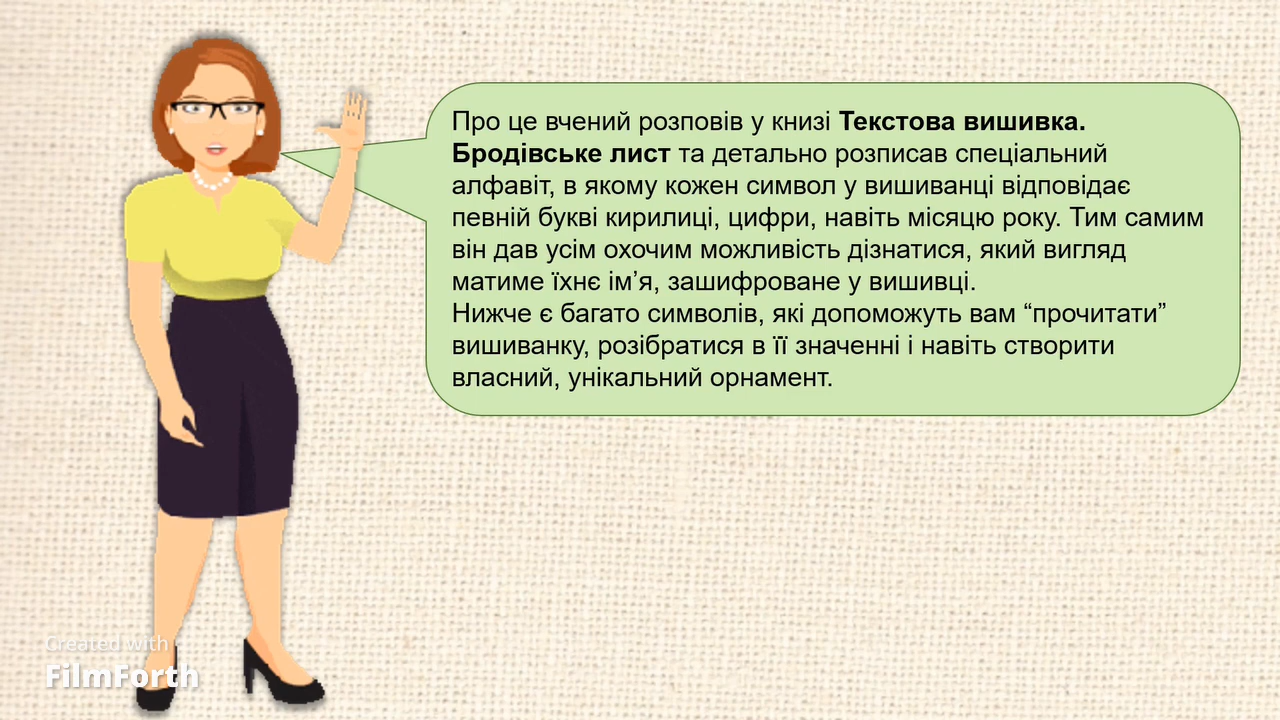 Про це вчений розповів у книзі Текстова вишивка.
Бродівське лист та детально розписав спеціальний
алфавіт, в якому кожен символ у вишиванці відповідає
певній букві кирилиці, цифри, навіть місяцю року. Тим самим
він дав усім охочим можливість дізнатися, який вигляд
матиме їхнє ім’я, зашифроване у вишивці.
Нижче є багато символів, які допоможуть вам “прочитати”
вишиванку, розібратися в її значенні і навіть створити
власний, унікальний орнамент.
Created with
FilmForth